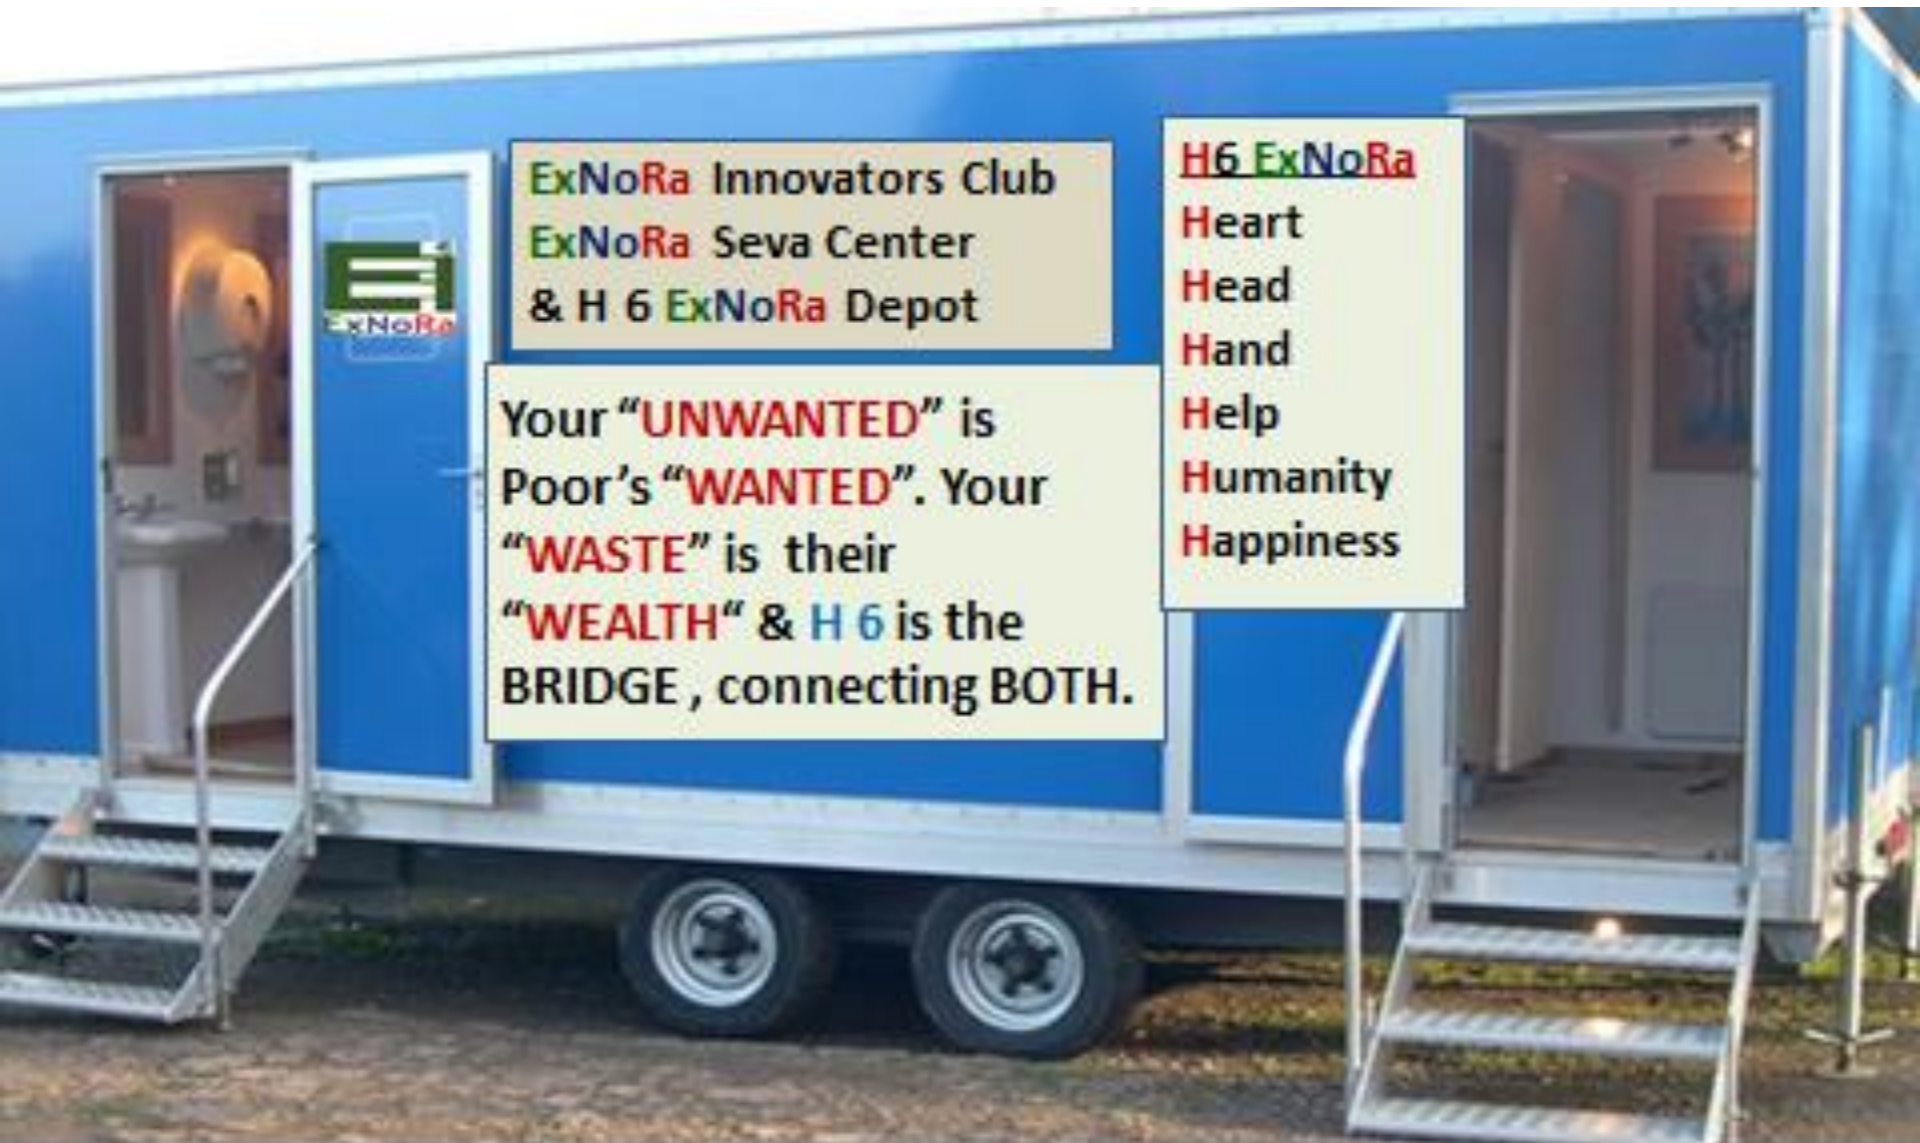 ExNoRa
ExNoRa Innovators Club
ExNoRa Seva Center
& H 6 ExNoRa Depot
Your “UNWANTED” is
Poor’s “WANTED”. Your
“WASTE” is their
“WEALTH“ & H 6 is the
BRIDGE , connecting BOTH.
H6 ExNoRa
Heart
Head
Hand
Help
Humanity
Happiness